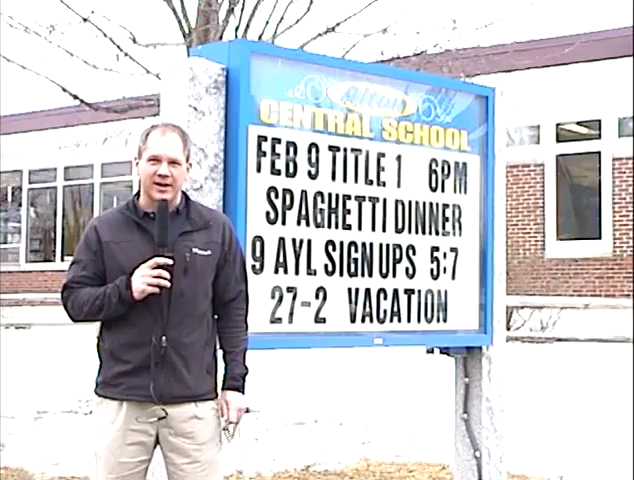 Alton
CENTRAL SCHOOL
FEB 9 TITLE 1 6PM
SPAGHETTI DINNER
9 AYL SIGN UPS 5:7
27-2 VACATION